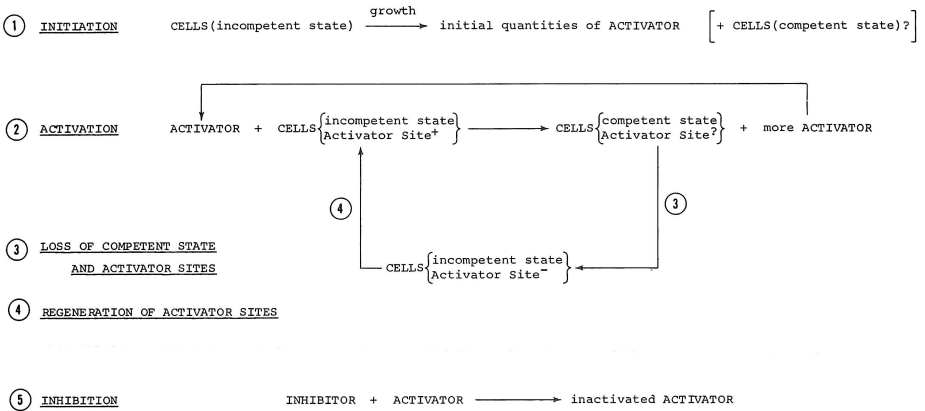 ① INITIATION CELLS(incompetent state) growth initial quantities of ACTIVATOR [+ CELLS(competent state)?]
② ACTIVATION ACTIVATOR + CELLS {incompetent state Activator Site+} CELLS {competent state Activator Site?} + more ACTIVATOR
④ ③
③ LOSS OF COMPETENT STATE
AND ACTIVATOR SITES
CELLS {incompetent state
Activator Site-}
④ REGENERATION OF ACTIVATOR SITES
⑤ INHIBITION INHIBITOR + ACTIVATOR inactivated ACTIVATOR